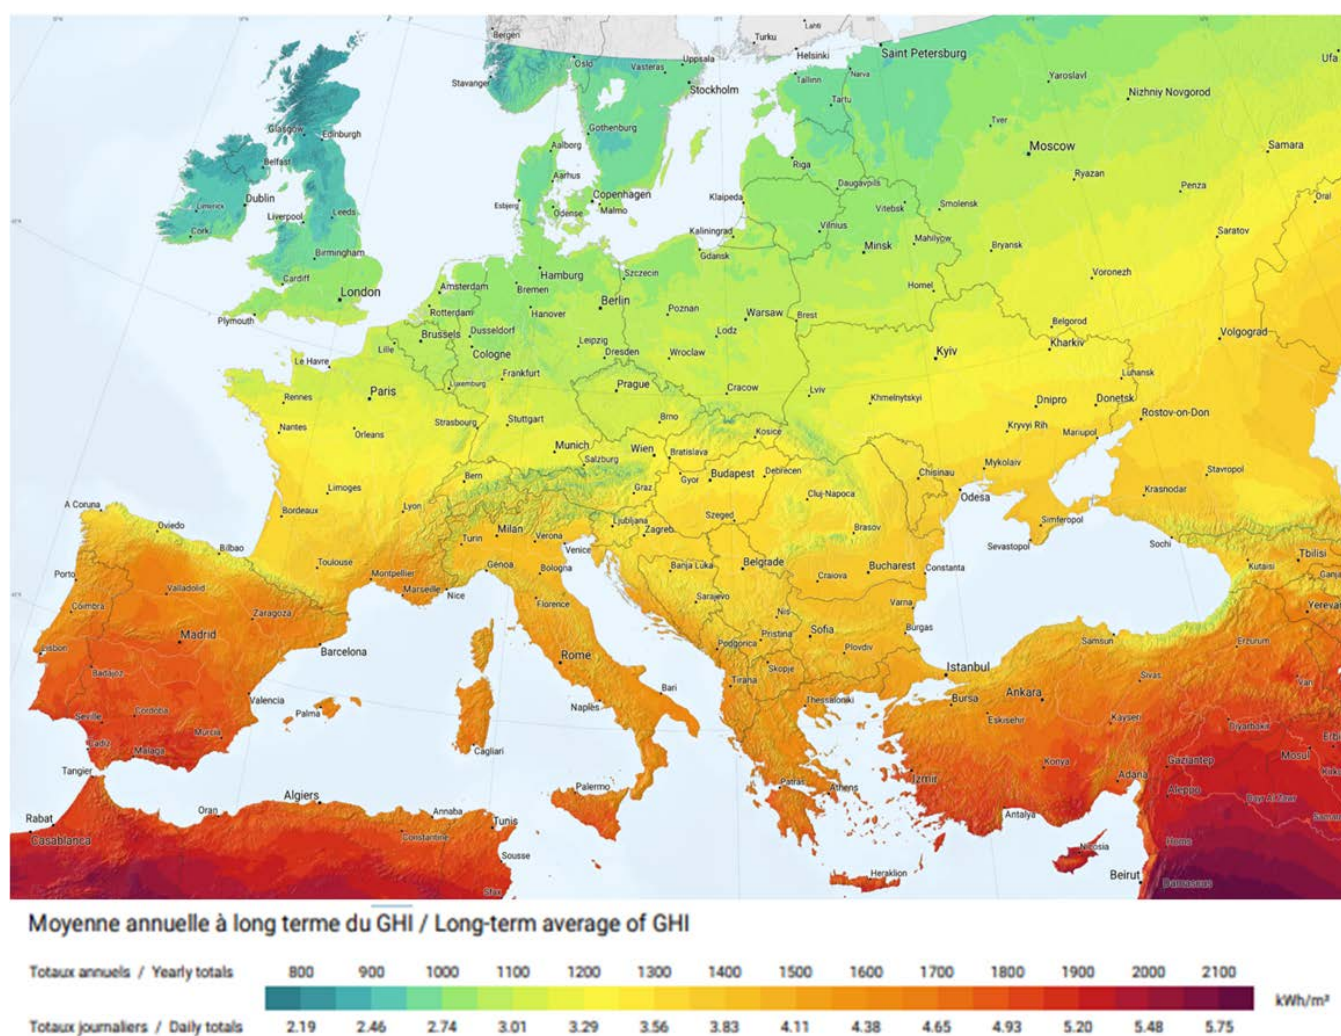 Bergen
Turku
Lahti
Helsinki
Saint Petersburg
Oslo
Vasteras
Uppsala
Stavanger
Stockholm
Tallinn
Narva
Yaroslavl
Ufa
Nizhniy Novgorod
Tartu
Tver
Glasgow
Edinburgh
Gothenburg
Moscow
Samara
Belfast
Aalborg
Riga
Ryazan
Aarhus
Daugavpils
Penza
Oral
Limerick
Dublin
Liverpool
Leeds
Esbjerg
Copenhagen
Odense
Malmo
Klaipeda
Vitebsk
Smolensk
Cork
Kaliningrad
Vilnius
Minsk
Mahilyow
Bryansk
Saratov
Birmingham
Gdansk
Cardiff
Hamburg
Szczecin
Voronezh
London
Amsterdam
Bremen
Berlin
Homel
Plymouth
Rotterdam
Hanover
Poznan
Warsaw
Brest
Belgorod
Brussels
Dusseldorf
Lodz
Kharkiv
Volgograd
Le Havre
Lille
Cologne
Leipzig
Dresden
Wroclaw
Kyiv
Paris
Luxemburg
Frankfurt
Prague
Cracow
Lviv
Luhansk
Rennes
Khmelnytskyi
Dnipro
Donetsk
Nantes
Orleans
Strasbourg
Stuttgart
Brno
Kosice
Kryvyi Rih
Mariupol
Rostov-on-Don
Munich
Salzburg
Wien
Bratislava
Limoges
Bern
Graz
Gyor
Budapest
Debrecen
Chisinau
Mykolaiv
Stavropol
A Coruna
Bordeaux
Lyon
Cluj-Napoca
Odesa
Krasnodar
Oviedo
Bilbao
Turin
Milan
Verona
Venice
Ljubljana
Zagreb
Szeged
Brasov
Simferopol
Sevastopol
Sochi
Tbilisi
Kutaisi
Ganja
Porto
Valladolid
Toulouse
Montpellier
Marseille
Nice
Genoa
Bologna
Banja Luka
Belgrade
Craiova
Bucharest
Constanta
Coimbra
Zaragoza
Florence
Sarajevo
Nis
Varna
Yerevan
Lisbon
Madrid
Barcelona
Rome
Podgorica
Pristina
Sofia
Burgas
Samsun
Erzurum
Badajoz
Valencia
Palma
Bari
Tirana
Skopje
Plovdiv
Istanbul
Ankara
Sivas
Van
Seville
Cordoba
Murcia
Naples
Thessaloniki
Bursa
Eskisehir
Kayseri
Diyarbakir
Cadiz
Malaga
Cagliari
Konya
Gaziantep
Mosul
Tangier
Algiers
Oran
Annaba
Palermo
Patras
Athens
Izmir
Adana
Aleppo
Dayr Al Zawr
Rabat
Casablanca
Constantine
Tunis
Sousse
Sfax
Antalya
Nicosia
Homs
Heraklion
Beirut
Damascus
Moyenne annuelle à long terme du GHI / Long-term average of GHI
Totaux annuels / Yearly totals 800 900 1000 1100 1200 1300 1400 1500 1600 1700 1800 1900 2000 2100
kWh/m²
Totaux journaliers / Daily totals 2.19 2.46 2.74 3.01 3.29 3.56 3.83 4.11 4.38 4.65 4.93 5.20 5.48 5.75